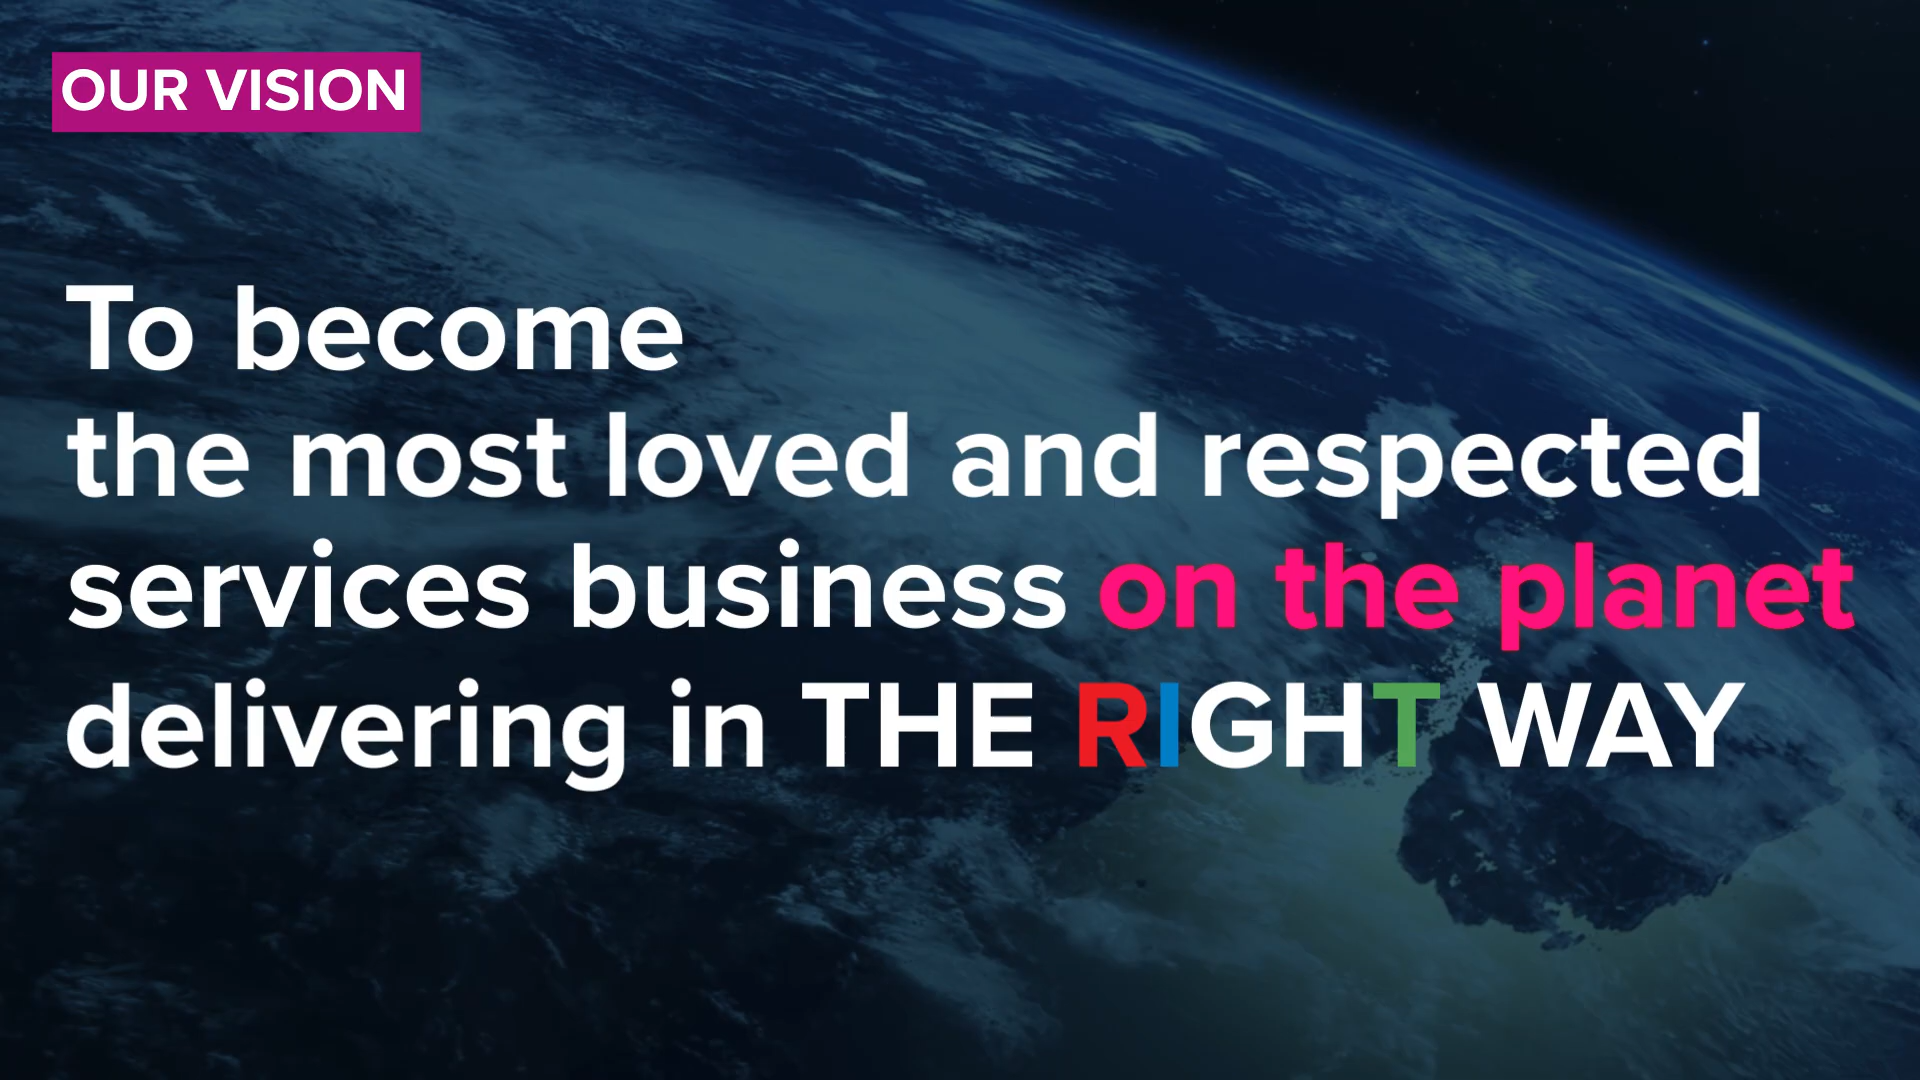 OUR VISION
To become
the most loved and respected
services business on the planet
delivering in THE RIGHT WAY